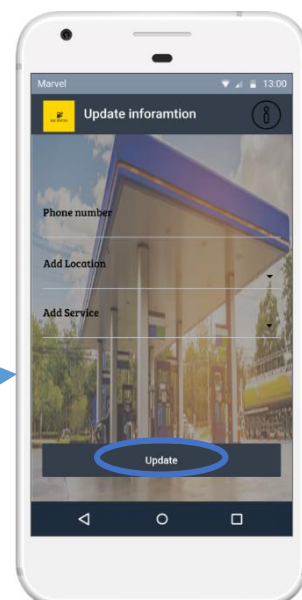 Marvel 13:00
Update inforamtion
Phone number
Add Location
Add Service
Update